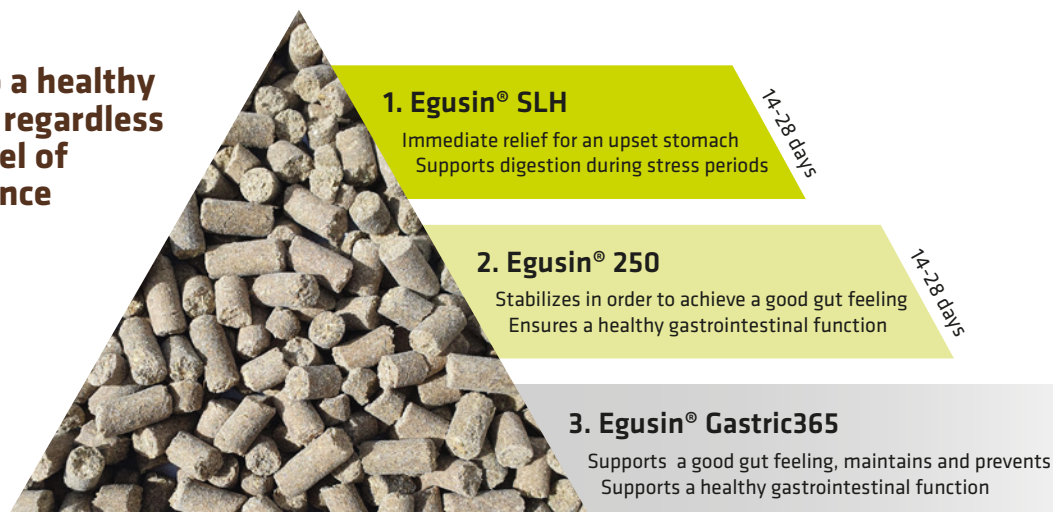 a healthy
regardless
of
1. Egusin® SLH
Immediate relief for an upset stomach
Supports digestion during stress periods
14-28 days
2. Egusin® 250
Stabilizes in order to achieve a good gut feeling
Ensures a healthy gastrointestinal function
14-28 days
3. Egusin® Gastric365
Supports a good gut feeling, maintains and prevents
Supports a healthy gastrointestinal function